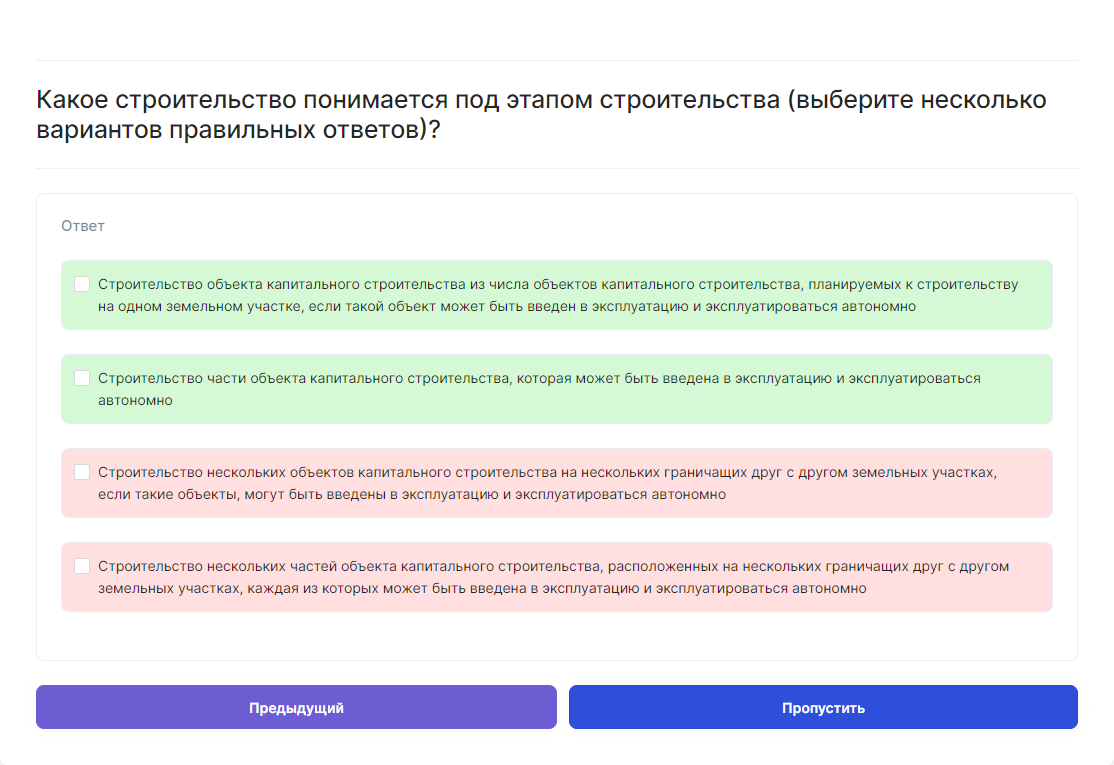 Какое строительство понимается под этапом строительства (выберите несколько
вариантов правильных ответов)?
Ответ
Строительство объекта капитального строительства из числа объектов капитального строительства, планируемых к строительству
на одном земельном участке, если такой объект может быть введен в эксплуатацию и эксплуатироваться автономно
Строительство части объекта капитального строительства, которая может быть введена в эксплуатацию и эксплуатироваться
автономно
Строительство нескольких объектов капитального строительства на нескольких граничащих друг с другом земельных участках,
если такие объекты, могут быть введены в эксплуатацию и эксплуатироваться автономно
Строительство нескольких частей объекта капитального строительства, расположенных на нескольких граничащих друг с другом
земельных участках, каждая из которых может быть введена в эксплуатацию и эксплуатироваться автономно
Предыдущий
Пропустить